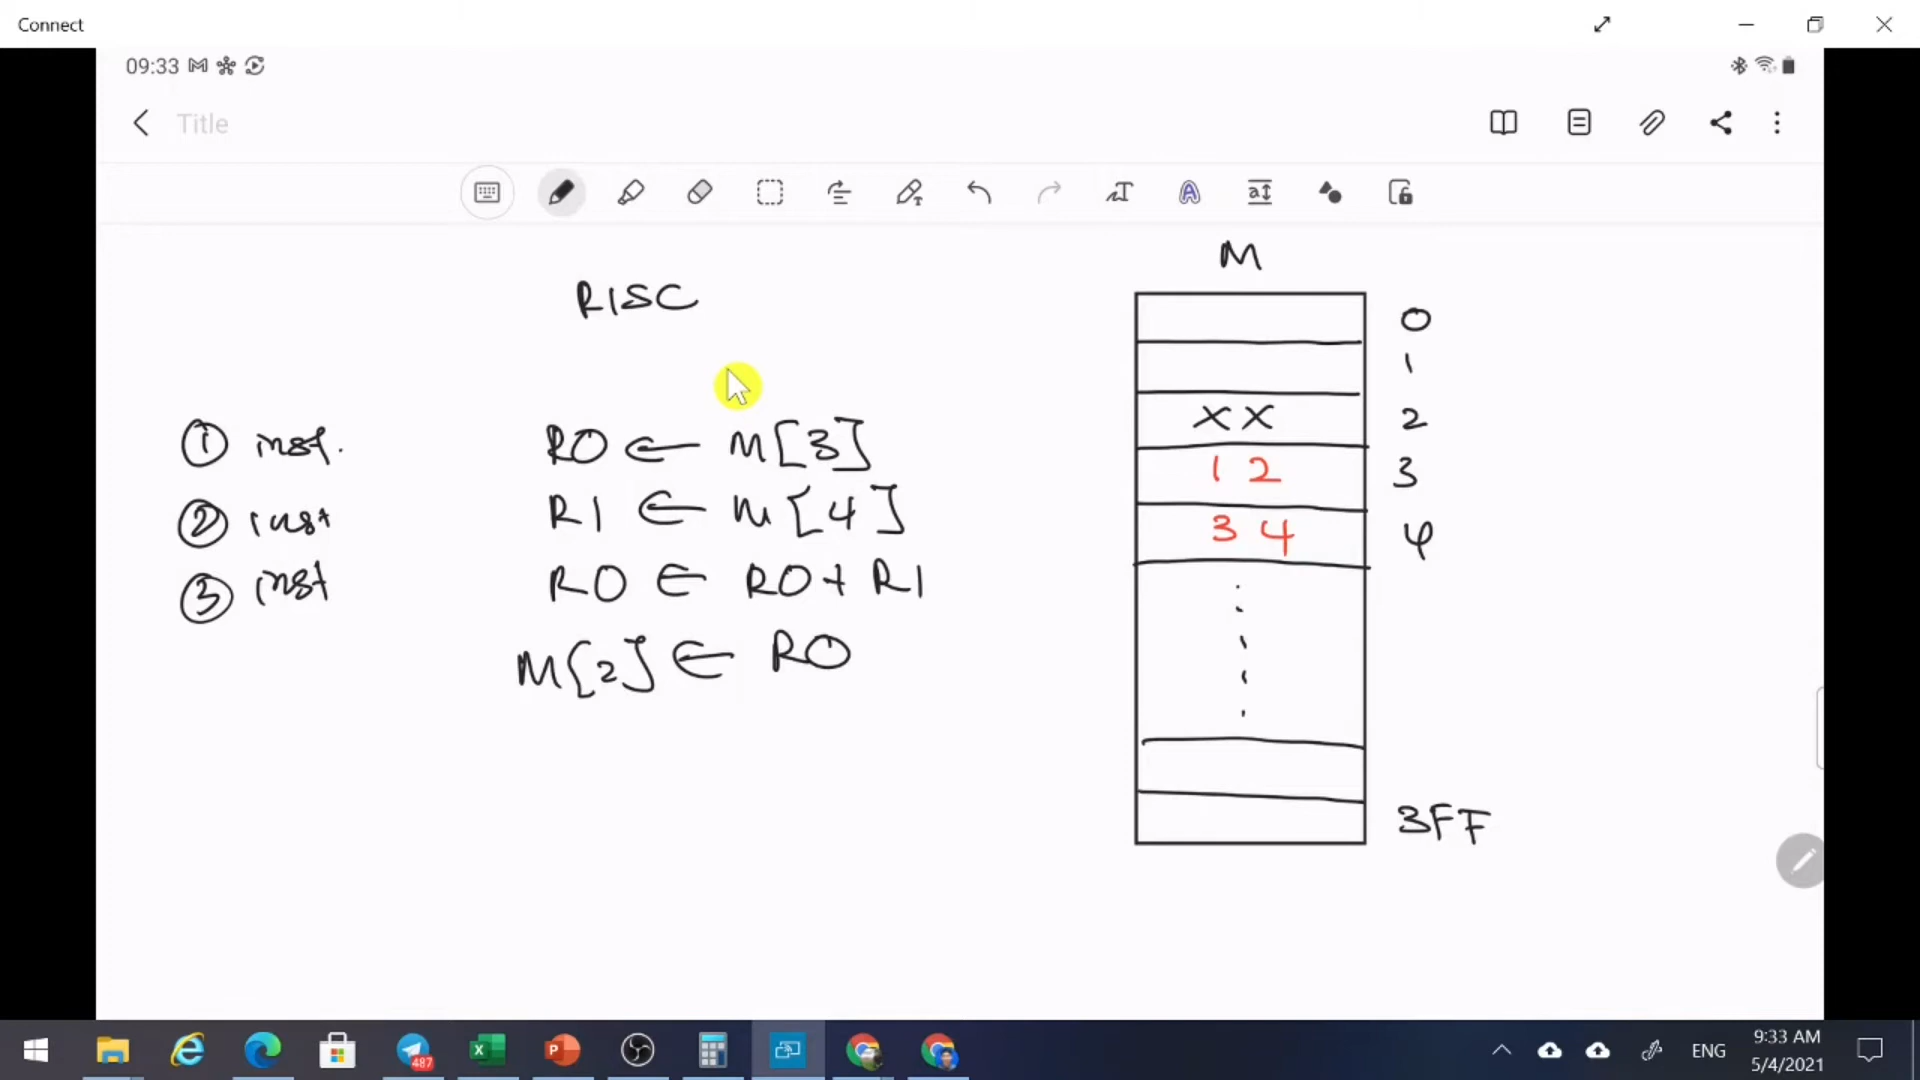 Connect
09:33
Title
M
RISC
0
1
XX 2
① inst. R0 ← M[3]
12 3
② inst R1 ← M[4]
34 4
③ inst R0 ← R0 + R1
M[2] ← R0
3FF
487
ENG
9:33 AM
5/4/2021